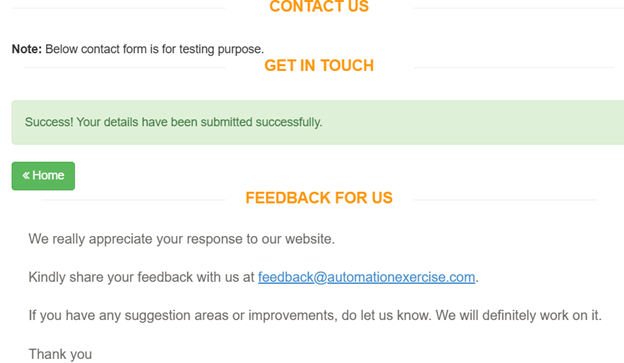 CONTACT US
Note: Below contact form is for testing purpose.
GET IN TOUCH
Success! Your details have been submitted successfully.
« Home
FEEDBACK FOR US
We really appreciate your response to our website.
Kindly share your feedback with us at feedback@automationexercise.com.
If you have any suggestion areas or improvements, do let us know. We will definitely work on it.
Thank you